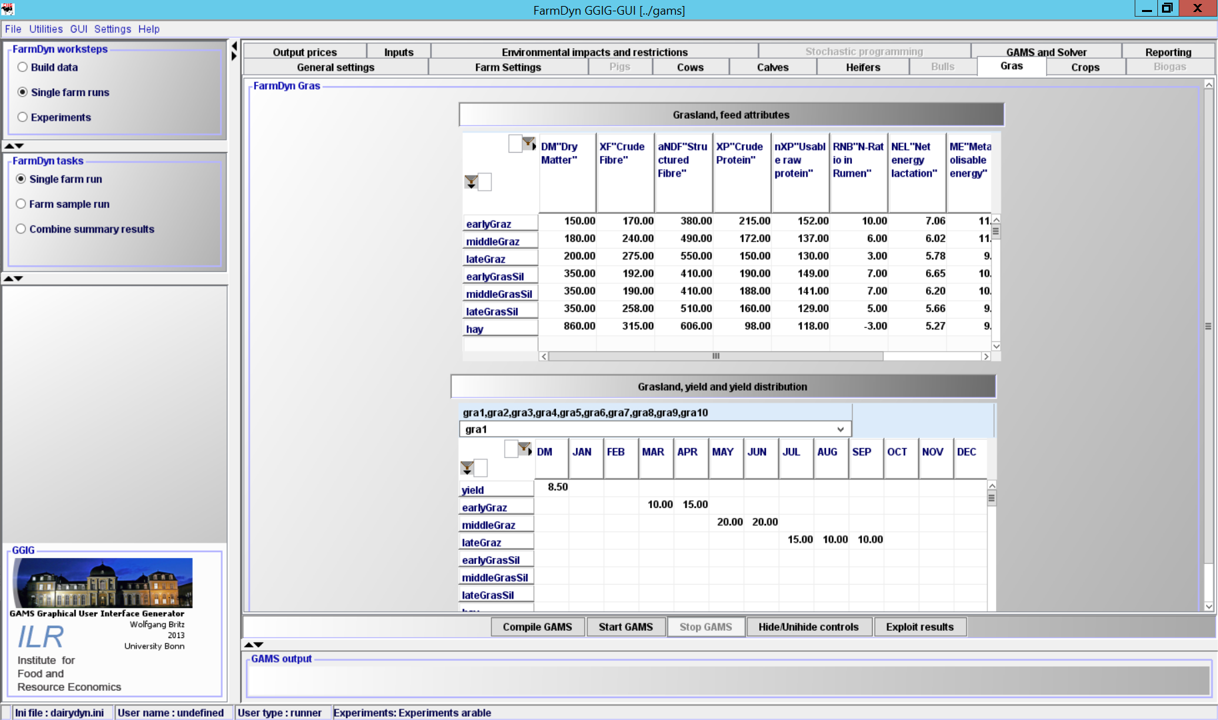 FarmDyn GGIG-GUI [../gams]
File Utilities GUI Settings Help
FarmDyn worksteps
Build data
Single farm runs
Experiments
FarmDyn tasks
Single farm run
Farm sample run
Combine summary results
GGIG
GAMS Graphical User Interface Generator
Wolfgang Britz
2013
University Bonn
ILR
Institute for
Food and
Resource Economics
Output prices Inputs Environmental impacts and restrictions Stochastic programming GAMS and Solver Reporting
General settings Farm Settings Pigs Cows Calves Heifers Bulls Gras Crops Biogas
FarmDyn Gras
Grasland, feed attributes
DM"Dry Matter" XF"Crude Fibre" aNDF"Structured Fibre" XP"Crude Protein" nXP"Usable raw protein" RNB"N-Ratio in Rumen" NEL"Net energy lactation" ME"Metaolisable energy"
earlyGraz 150.00 170.00 380.00 215.00 152.00 10.00 7.06 11.
middleGraz 180.00 240.00 490.00 172.00 137.00 6.00 6.02 11.
lateGraz 200.00 275.00 550.00 150.00 130.00 3.00 5.78 9.
earlyGrasSil 350.00 192.00 410.00 190.00 149.00 7.00 6.65 10.
middleGrasSil 350.00 190.00 410.00 188.00 141.00 7.00 6.20 10.
lateGrasSil 350.00 258.00 510.00 160.00 129.00 5.00 5.66 9.
hay 860.00 315.00 606.00 98.00 118.00 -3.00 5.27 9.
Grasland, yield and yield distribution
gra1,gra2,gra3,gra4,gra5,gra6,gra7,gra8,gra9,gra10
gra1
DM JAN FEB MAR APR MAY JUN JUL AUG SEP OCT NOV DEC
yield 8.50
earlyGraz 10.00 15.00
middleGraz 20.00 20.00
lateGraz 15.00 10.00 10.00
earlyGrasSil
middleGrasSil
lateGrasSil
Compile GAMS Start GAMS Stop GAMS Hide/Unihide controls Exploit results
GAMS output
Ini file : dairydyn.ini User name : undefined User type : runner Experiments: Experiments arable